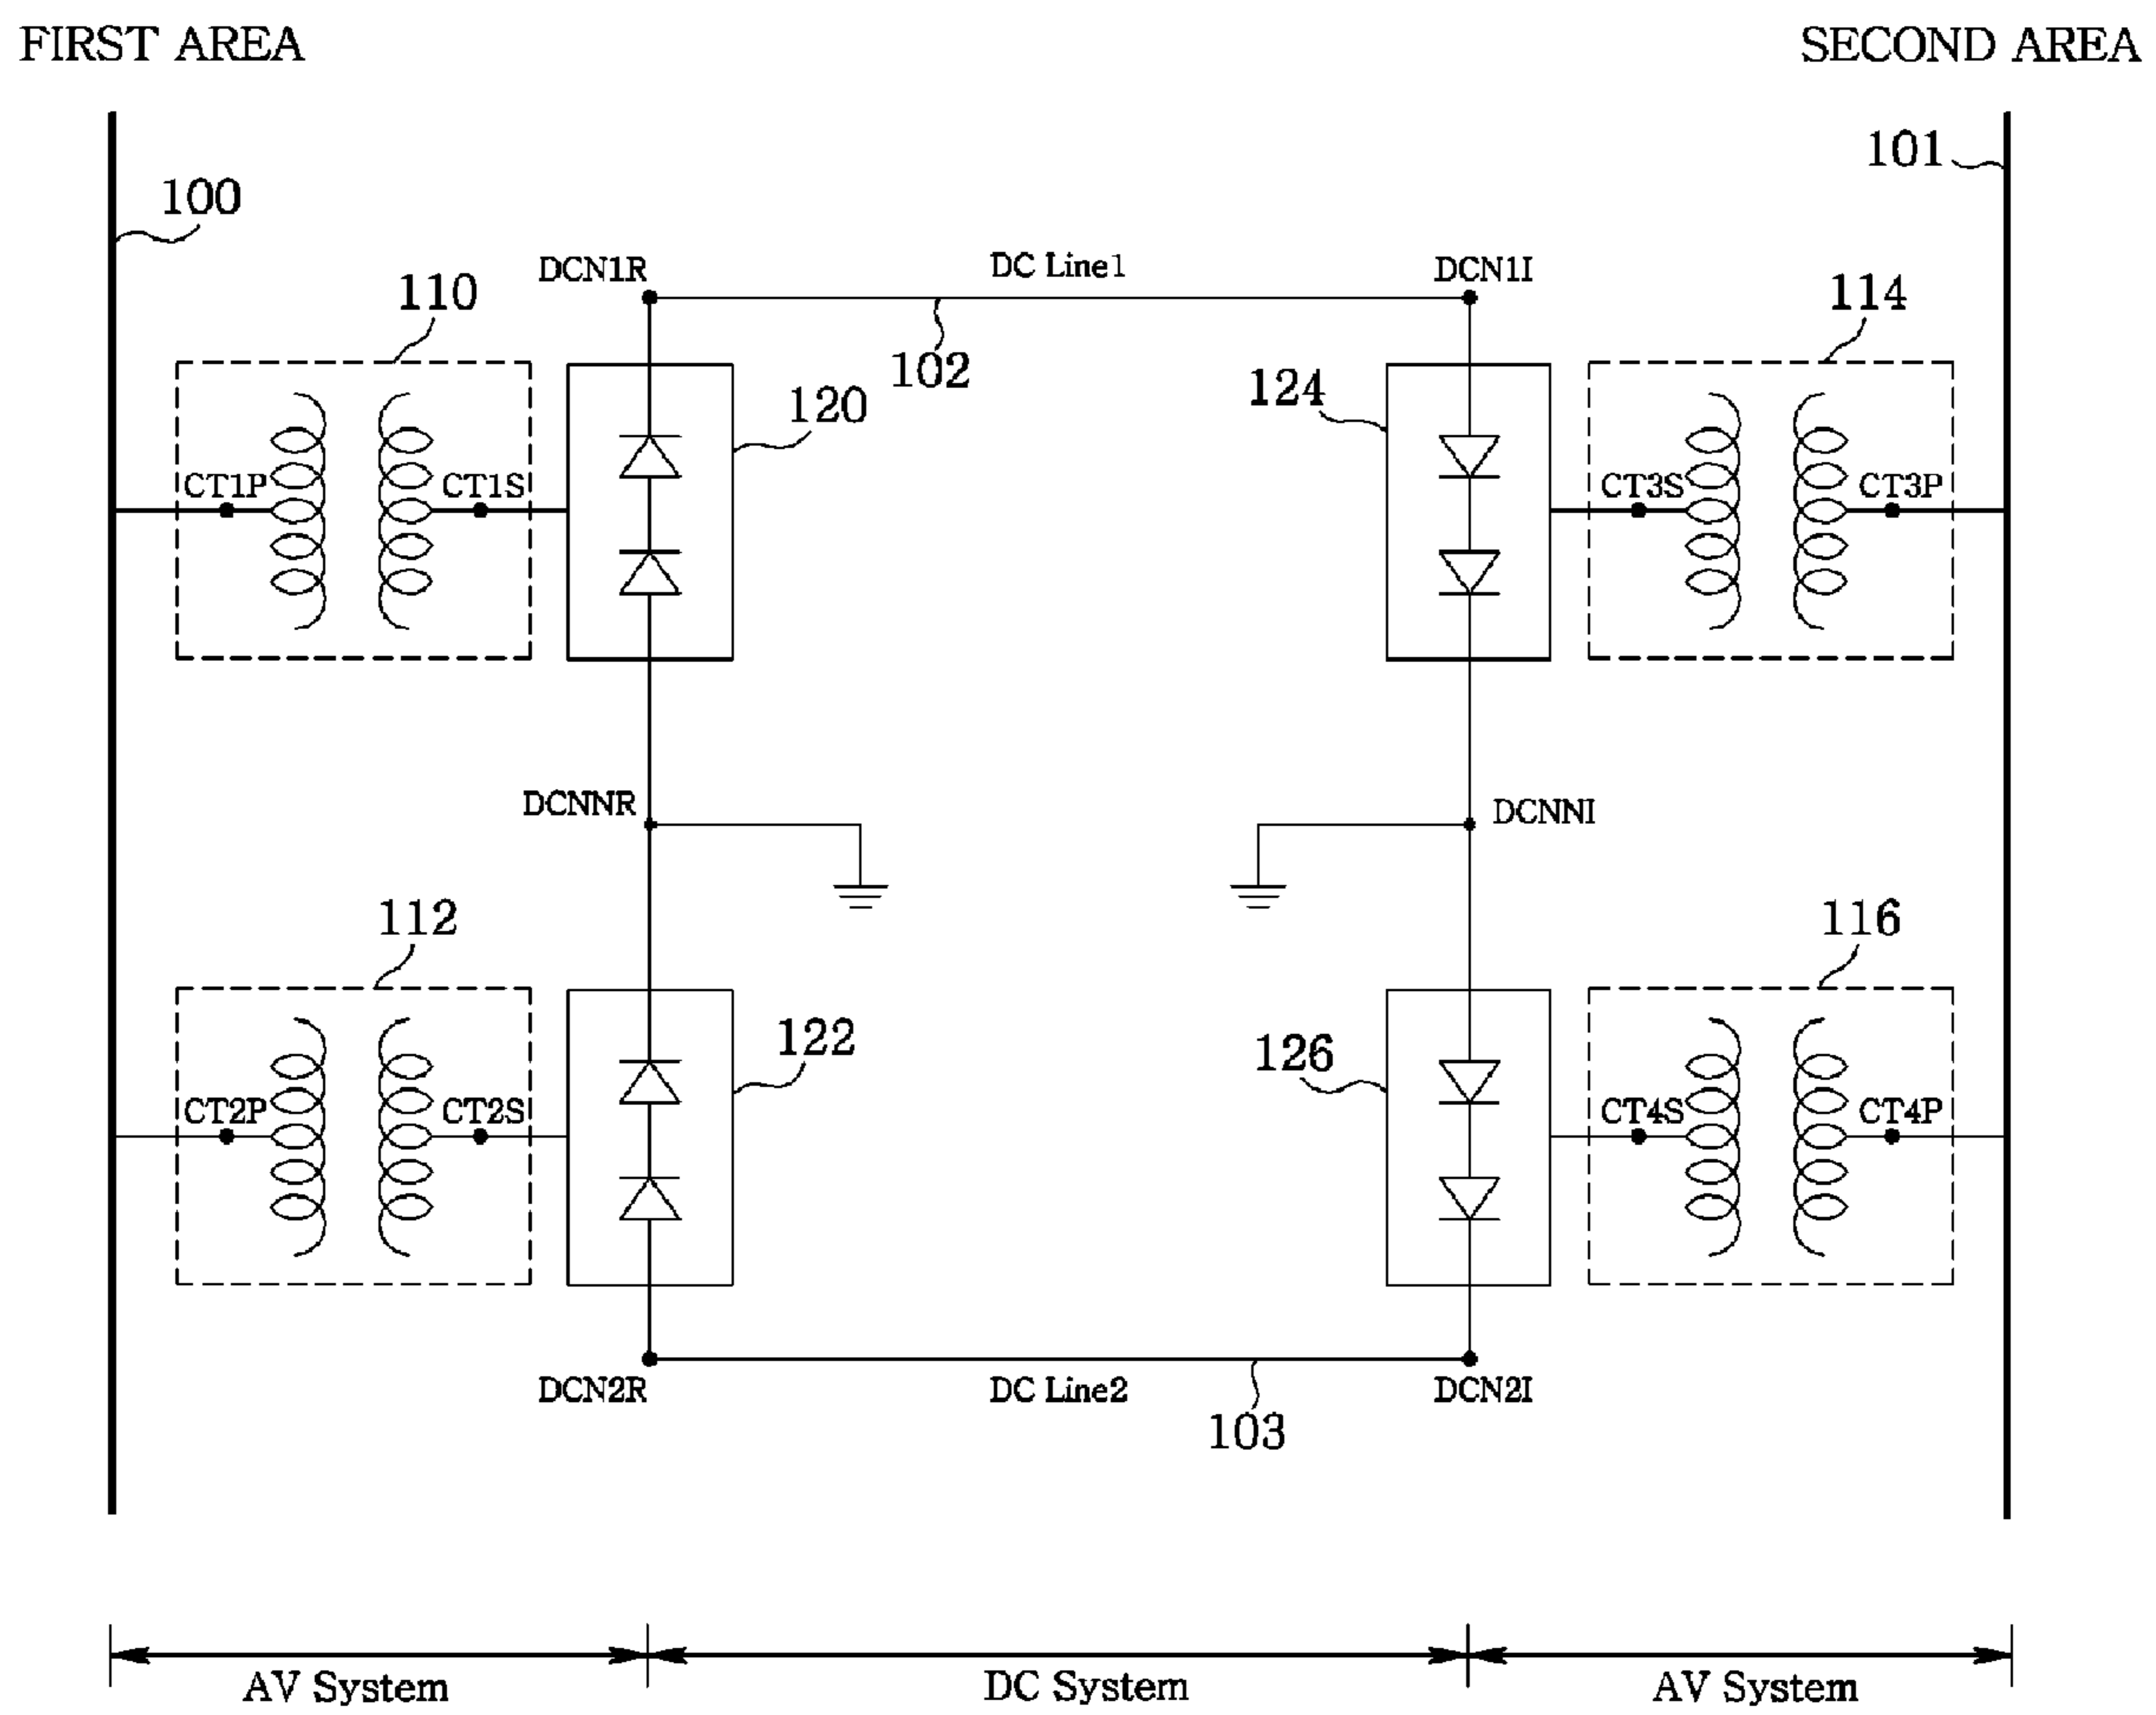 FIRST AREA
SECOND AREA
101
100
DCN1R
DC Line1
DCN1I
110
114
102
120
124
CT1P
CT1S
CT3S
CT3P
DCNNR
DCNNI
112
116
122
126
CT2P
CT2S
CT4S
CT4P
DCN2R
DC Line2
DCN2I
103
AV System
DC System
AV System